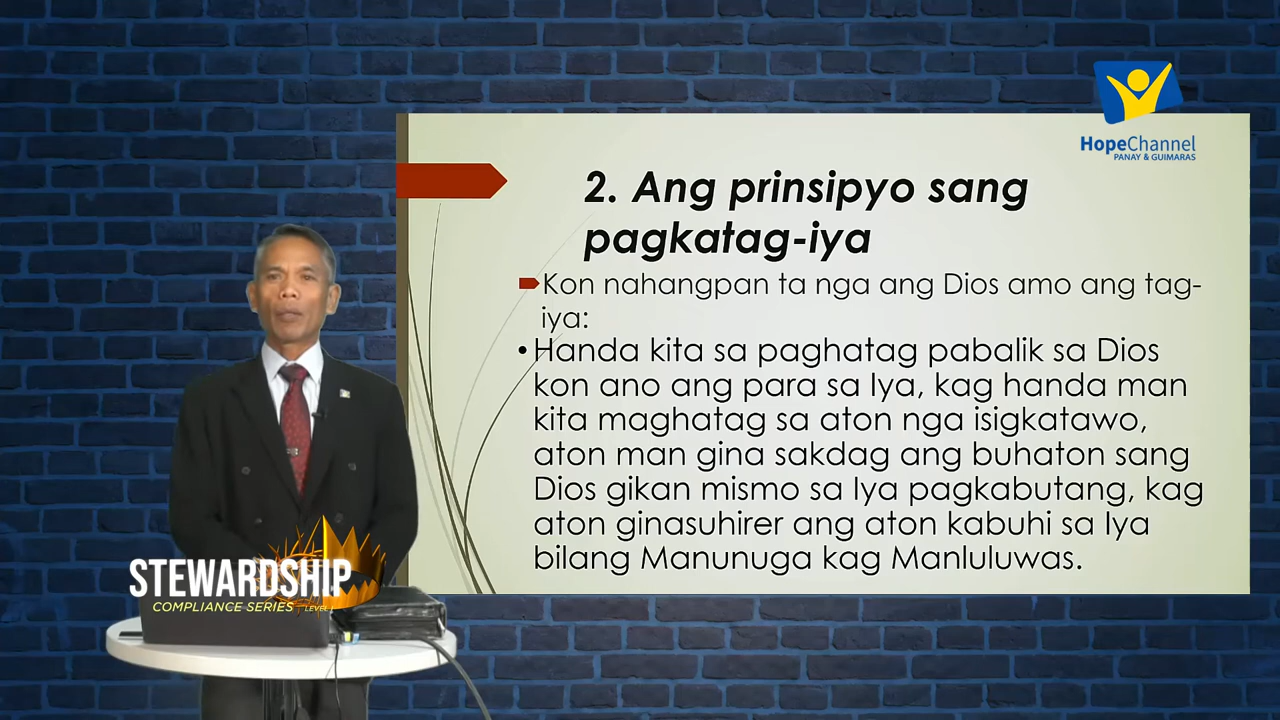 HopeChannel
PANAY & GUIMARAS
2. Ang prinsipyo sang
pagkatag-iya
Kon nahangpan ta nga ang Dios amo ang tag-
iya:
• Handa kita sa paghatag pabalik sa Dios
kon ano ang para sa Iya, kag handa man
kita maghatag sa aton nga isigkatawo,
aton man gina sakdag ang buhaton sang
Dios gikan mismo sa Iya pagkabutang, kag
aton ginasuhirer ang aton kabuhi sa Iya
bilang Manunuga kag Manluluwas.
STEWARDSHIP
COMPLIANCE SERIES LEVEL I